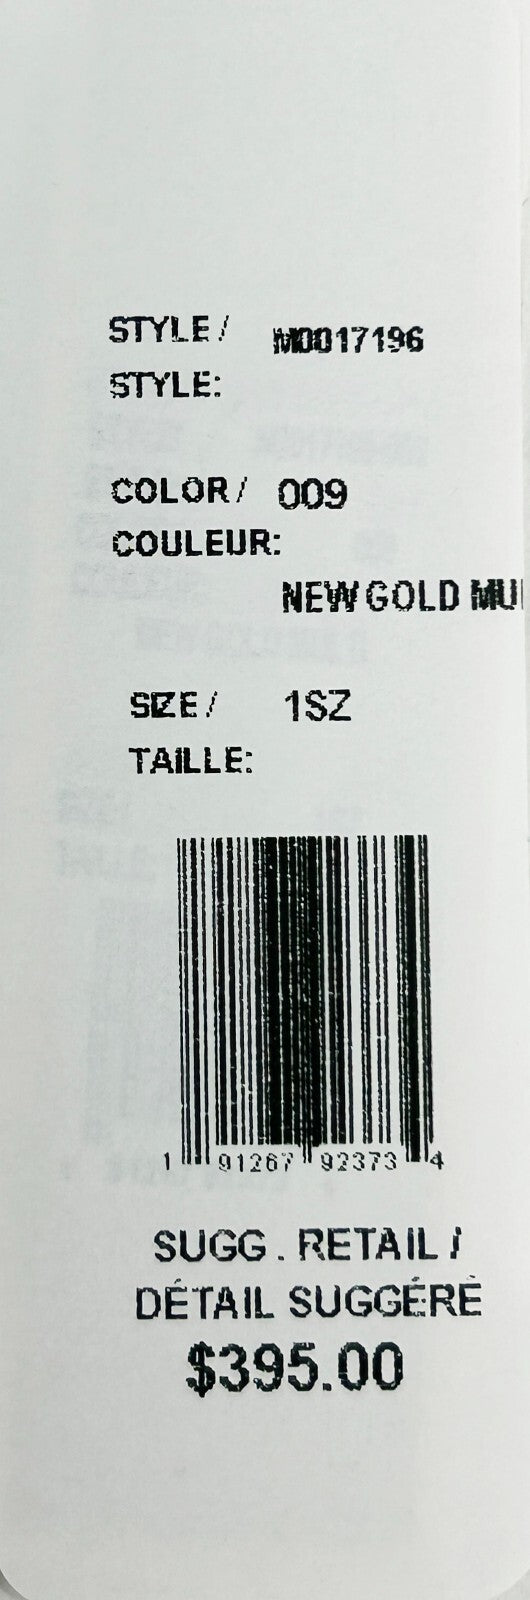 STYLE/ M0017196
STYLE:
COLOR/ 009
COULEUR:
NEW GOLD MU
SIZE/ 1SZ
TAILLE:
1 91267 92373 4
SUGG. RETAIL /
DÉTAIL SUGGÉRÉ
$395.00